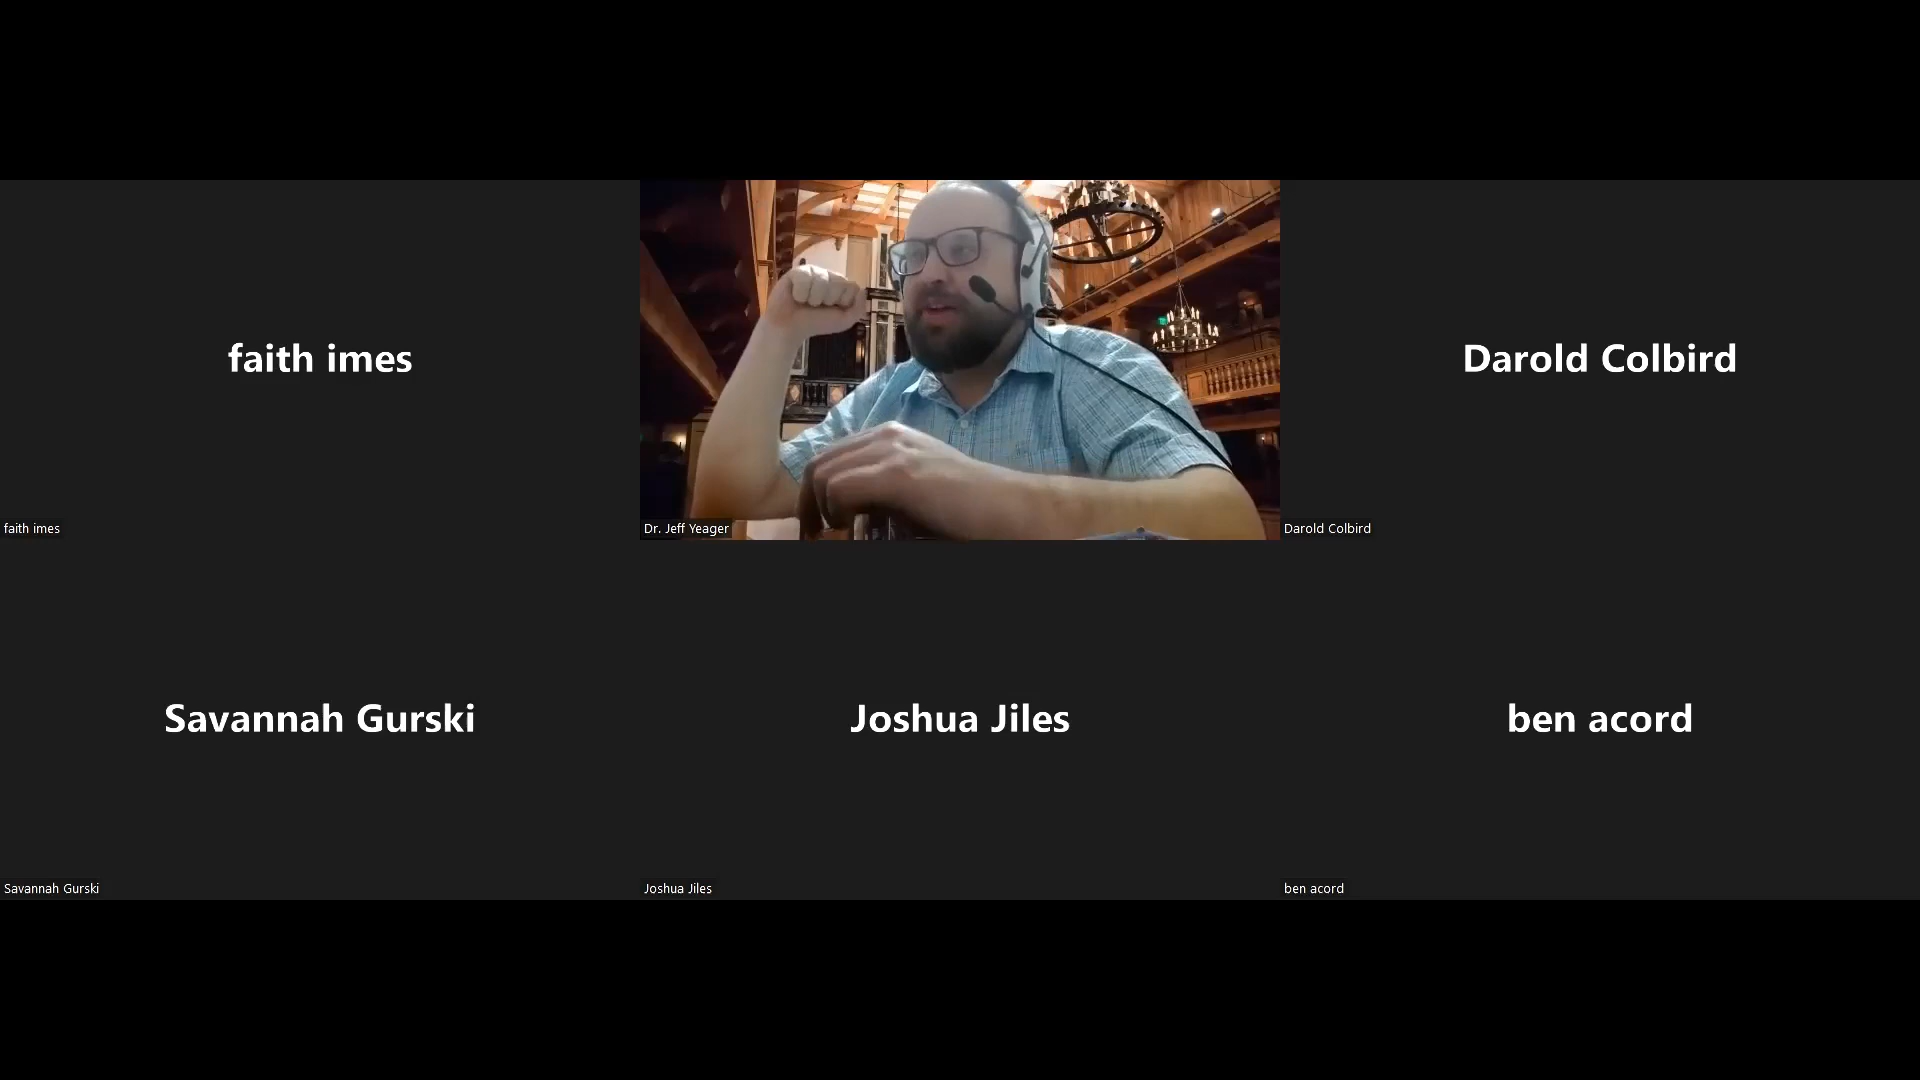 faith imes
Darold Colbird
faith imes
Dr. Jeff Yeager
Darold Colbird
Savannah Gurski
Joshua Jiles
ben acord
Savannah Gurski
Joshua Jiles
ben acord